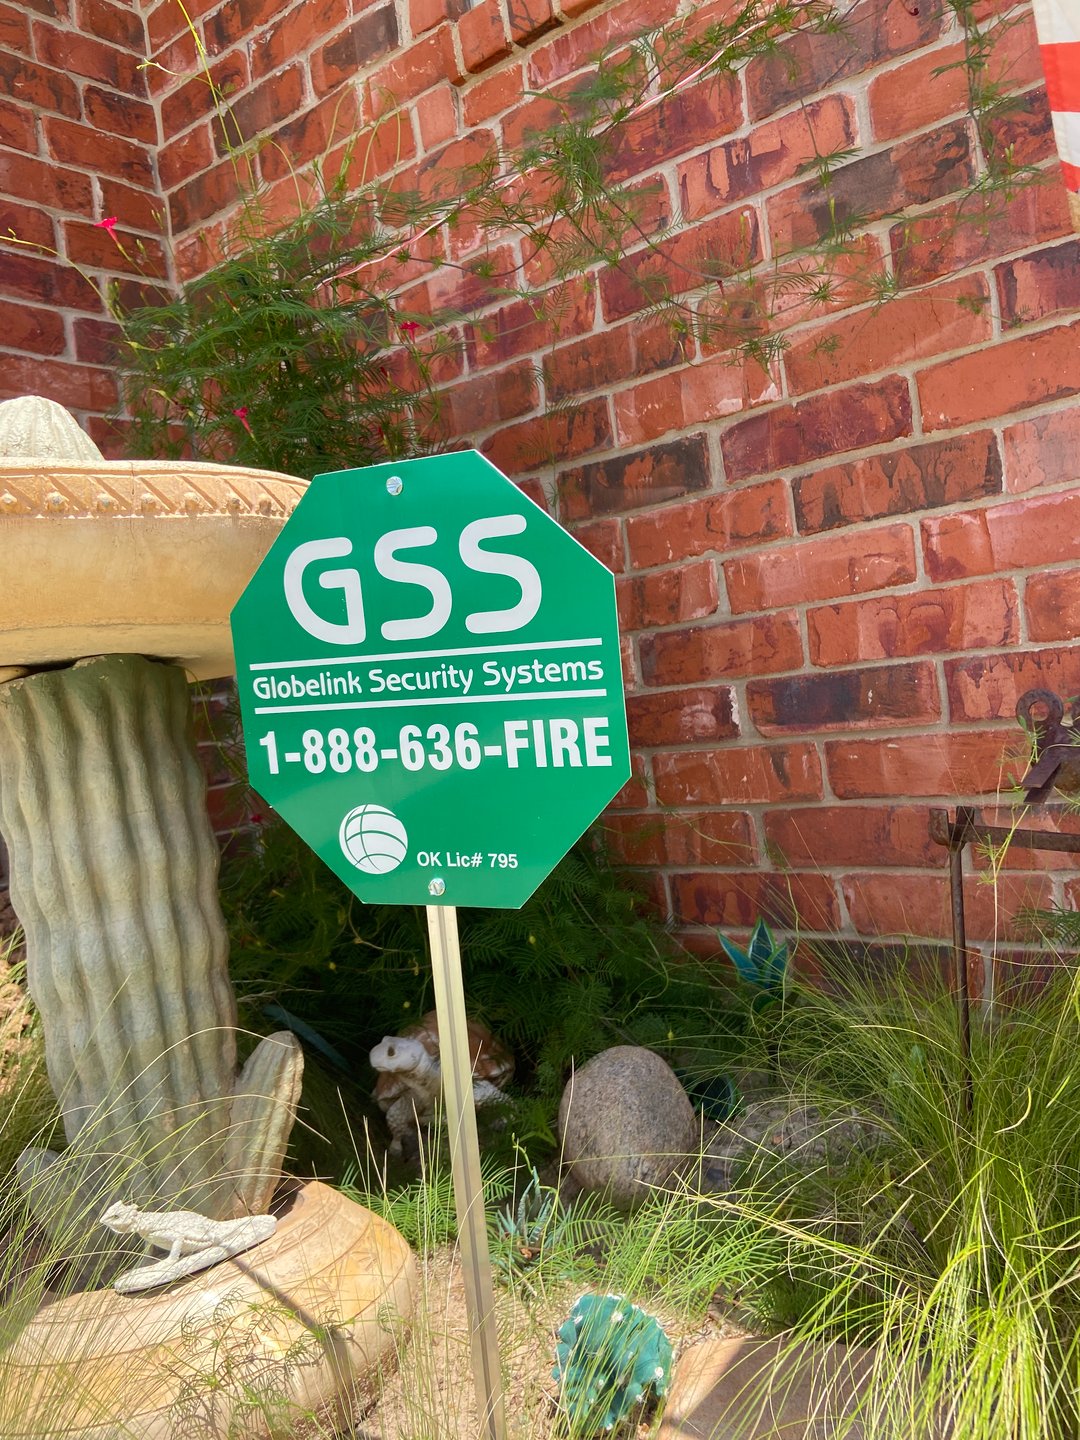 GSS
Globelink Security Systems
1-888-636-FIRE
OK Lic# 795